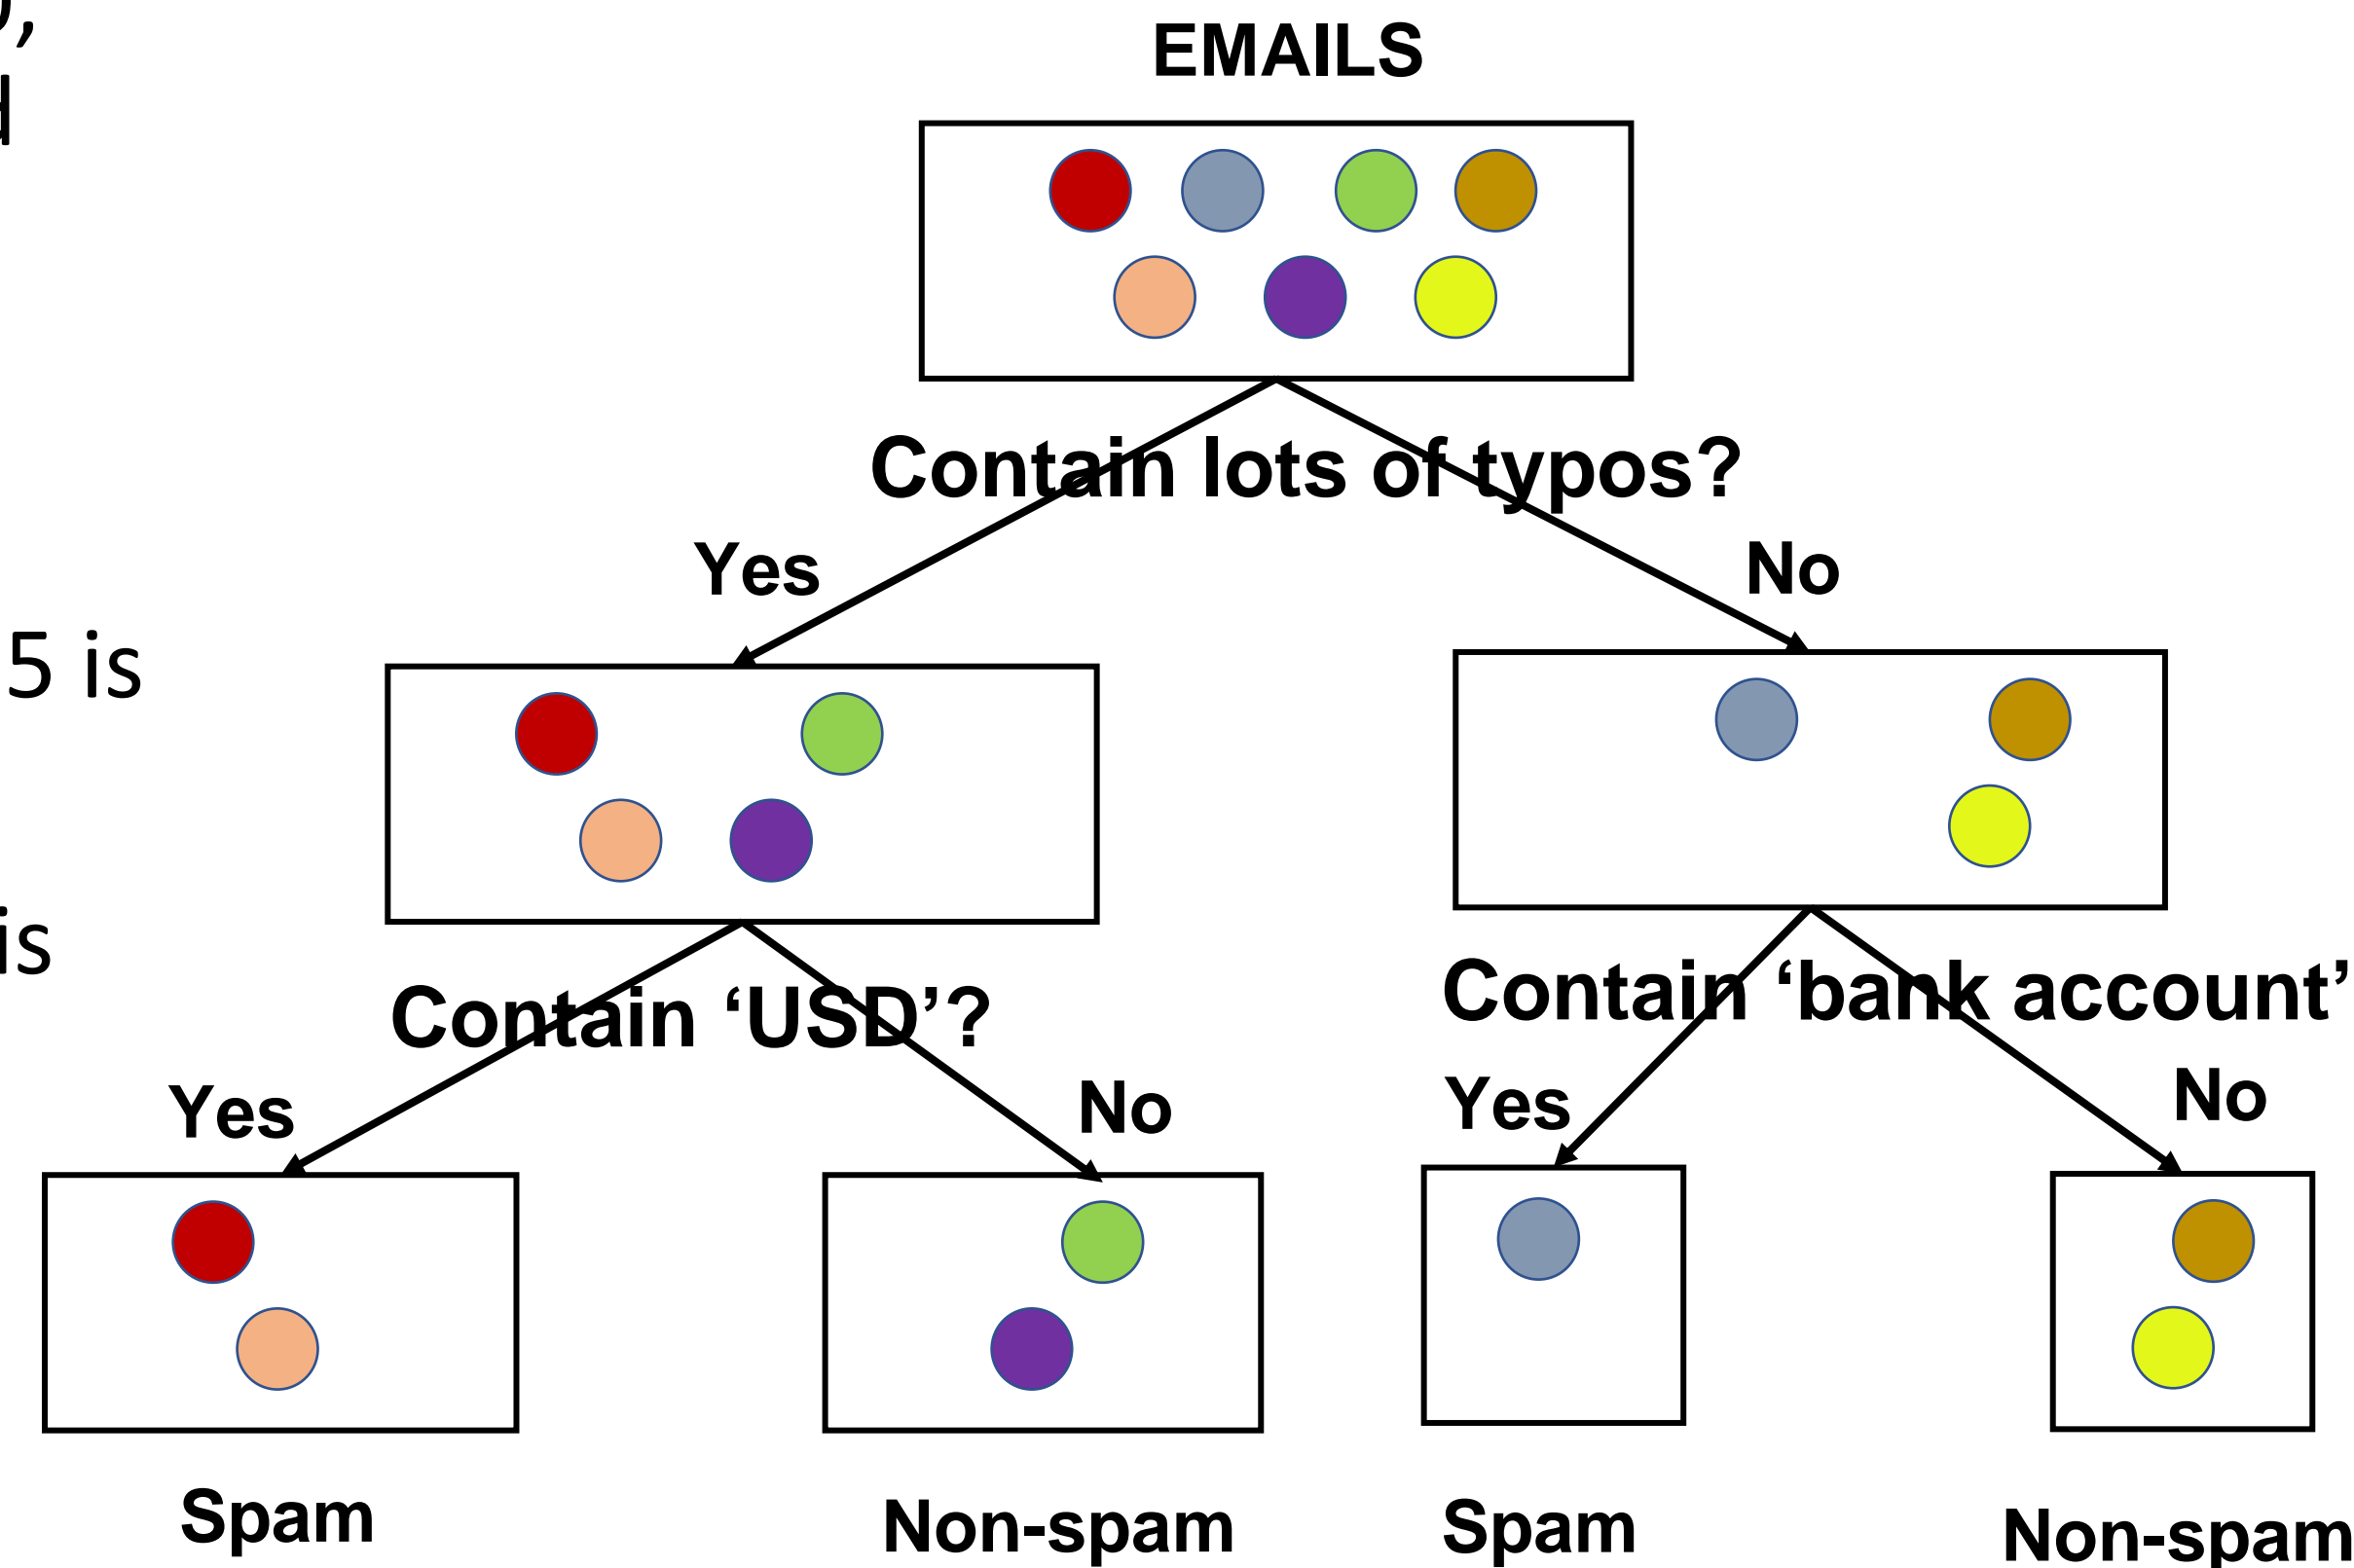 EMAILS
Contain lots of typos?
Yes
No
5 is
is
Contain ‘USD’?
Contain ‘bank account’
Yes
No
Yes
No
Spam
Non-spam
Spam
Non-spam